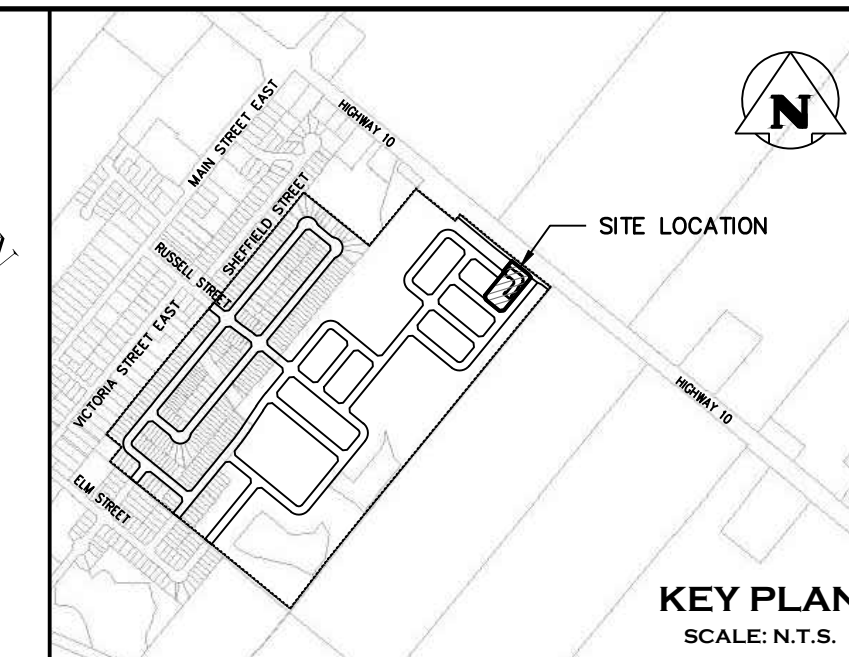 MAIN STREET EAST
HIGHWAY 10
N
SHEFFIELD STREET
SITE LOCATION
RUSSELL STREET
VICTORIA STREET EAST
HIGHWAY 10
ELM STREET
KEY PLAN
SCALE: N.T.S.